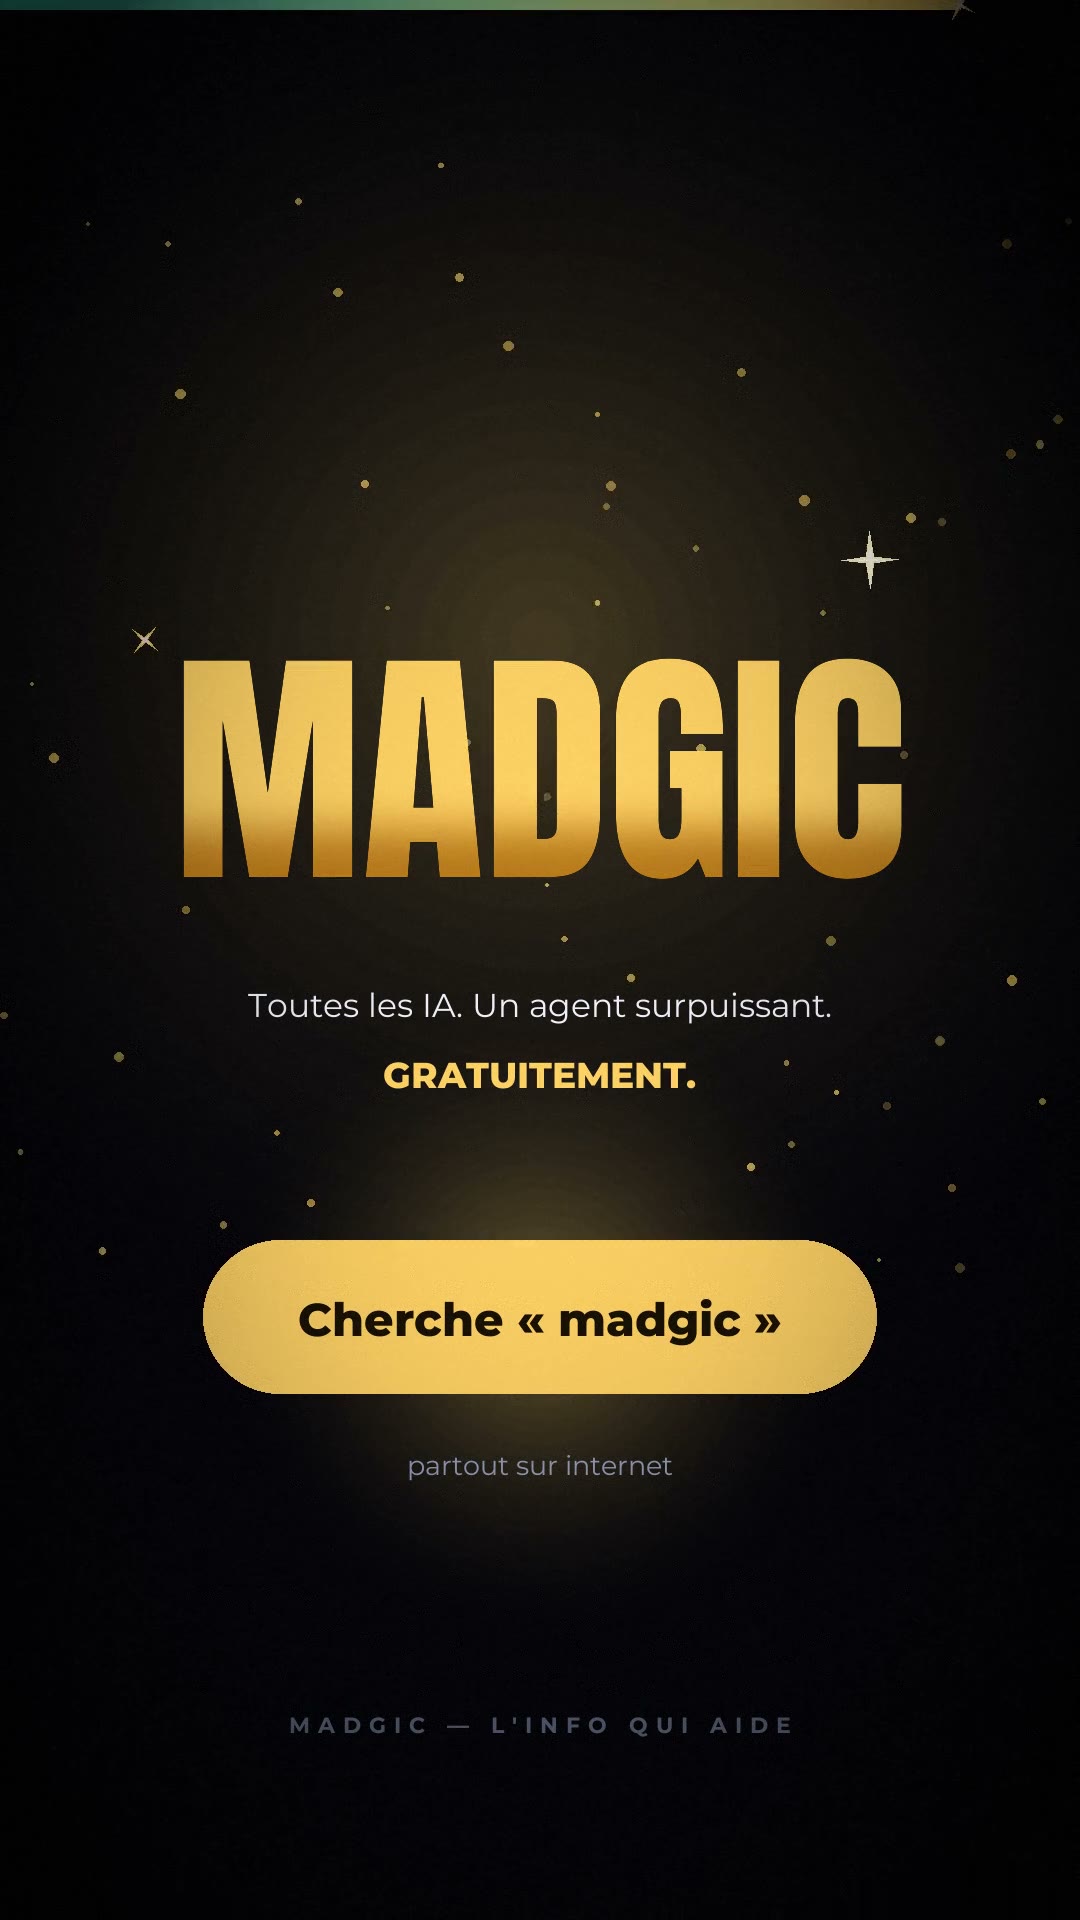 MADGIC
Toutes les IA. Un agent surpuissant.
GRATUITEMENT.
Cherche « madgic »
partout sur internet
MADGIC — L'INFO QUI AIDE